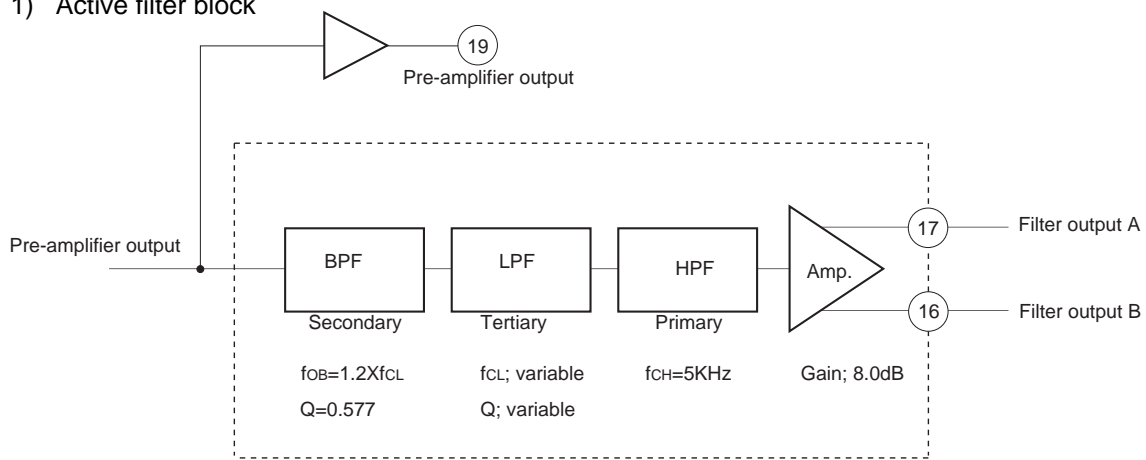 1) Active filter block
19
Pre-amplifier output
Pre-amplifier output
BPF
LPF
HPF
Amp.
17
Filter output A
16
Filter output B
Secondary
Tertiary
Primary
fOB=1.2XfCL
fCL; variable
fCH=5KHz
Gain; 8.0dB
Q=0.577
Q; variable